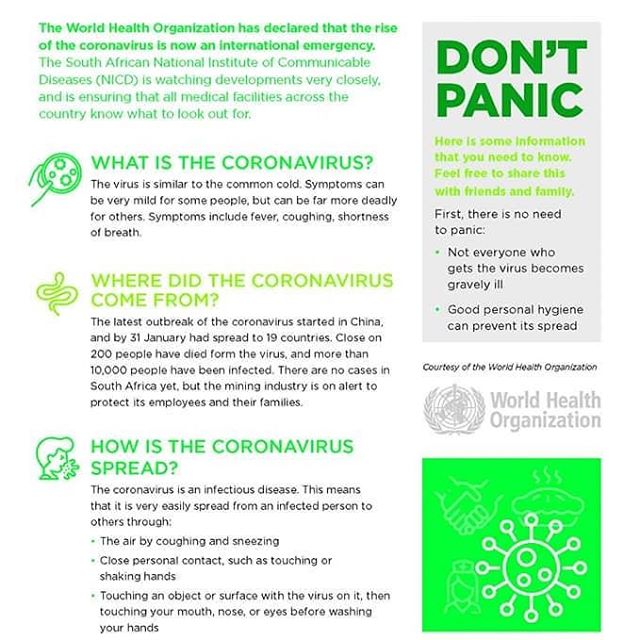 The World Health Organization has declared that the rise
of the coronavirus is now an international emergency.
The South African National Institute of Communicable
Diseases (NICD) is watching developments very closely,
and is ensuring that all medical facilities across the
country know what to look out for.
WHAT IS THE CORONAVIRUS?
The virus is similar to the common cold. Symptoms can
be very mild for some people, but can be far more deadly
for others. Symptoms include fever, coughing, shortness
of breath.
WHERE DID THE CORONAVIRUS
COME FROM?
The latest outbreak of the coronavirus started in China,
and by 31 January had spread to 19 countries. Close on
200 people have died form the virus, and more than
10,000 people have been infected. There are no cases in
South Africa yet, but the mining industry is on alert to
protect its employees and their families.
HOW IS THE CORONAVIRUS
SPREAD?
The coronavirus is an infectious disease. This means
that it is very easily spread from an infected person to
others through:
• The air by coughing and sneezing
• Close personal contact, such as touching or
shaking hands
• Touching an object or surface with the virus on it, then
touching your mouth, nose, or eyes before washing
your hands
DON'T
PANIC
Here is some information
that you need to know.
Feel free to share this
with friends and family.
First, there is no need
to panic:
• Not everyone who
gets the virus becomes
gravely ill
• Good personal hygiene
can prevent its spread
Courtesy of the World Health Organization
World Health
Organization